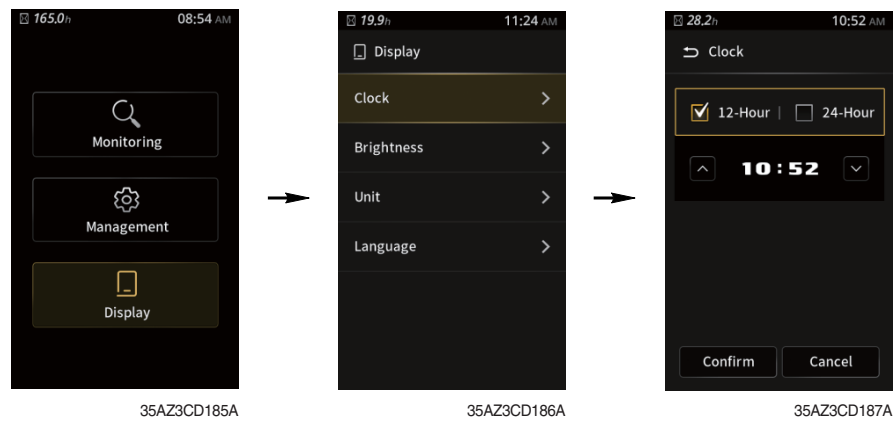 165.0h 08:54 AM
Monitoring
Management
Display
35AZ3CD185A
19.9h 11:24 AM
Display
Clock
Brightness
Unit
Language
35AZ3CD186A
28.2h 10:52 AM
Clock
12-Hour | 24-Hour
10:52
Confirm Cancel
35AZ3CD187A